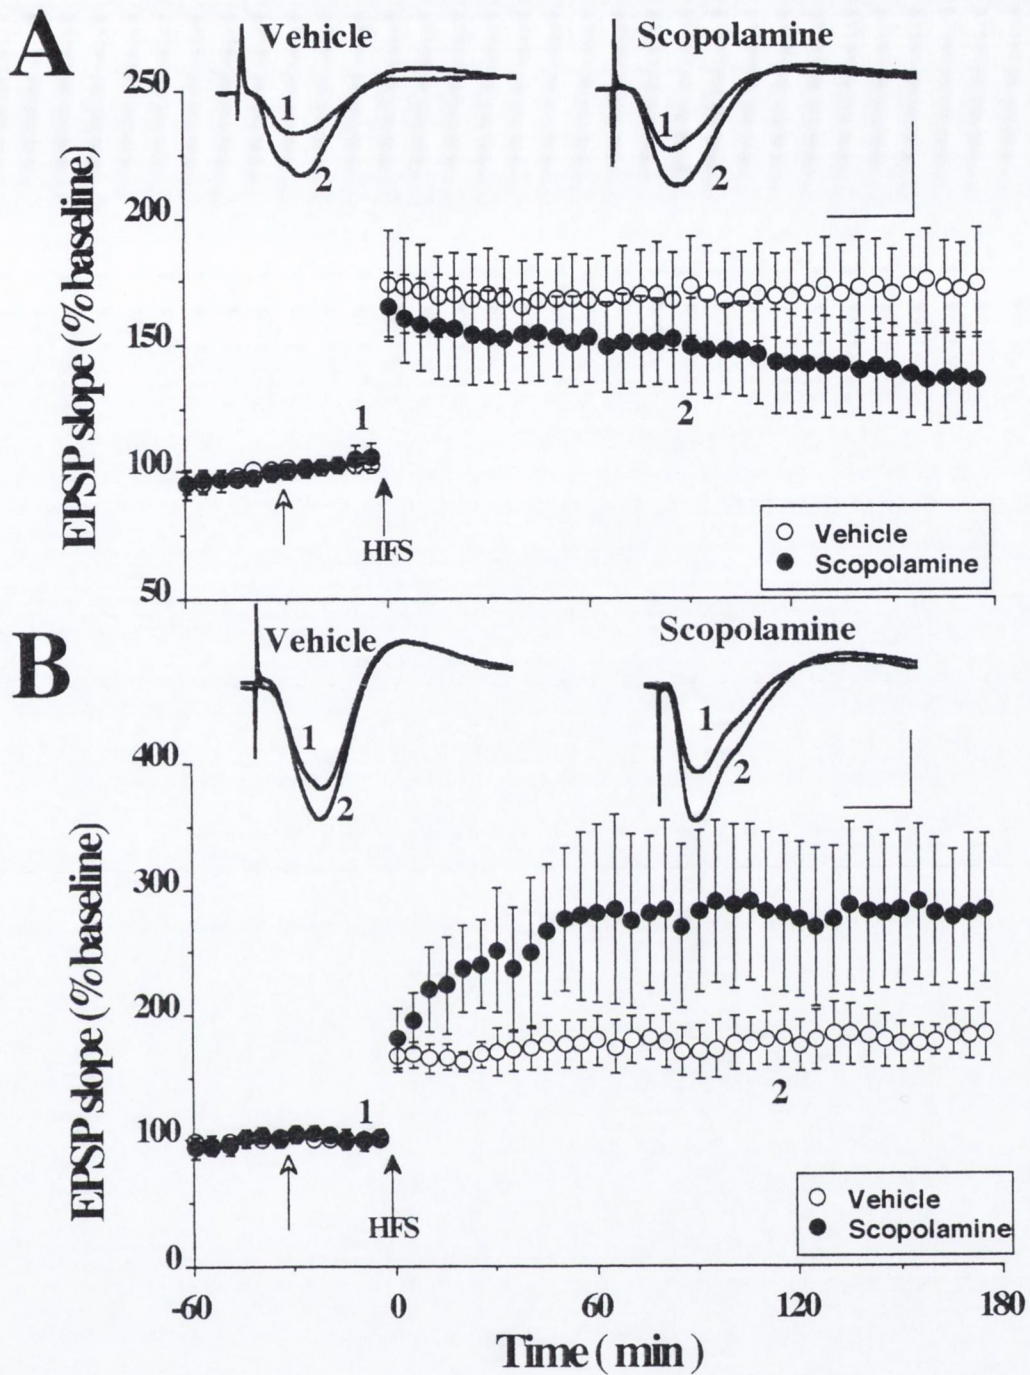 A
Vehicle
Scopolamine
250
1
2
1
2
200
150
100
50
EPSP slope (% baseline)
1
2
HFS
Vehicle
Scopolamine
B
Vehicle
Scopolamine
400
1
2
1
2
300
200
100
0
EPSP slope (% baseline)
1
2
HFS
Vehicle
Scopolamine
-60
0
60
120
180
Time ( min )